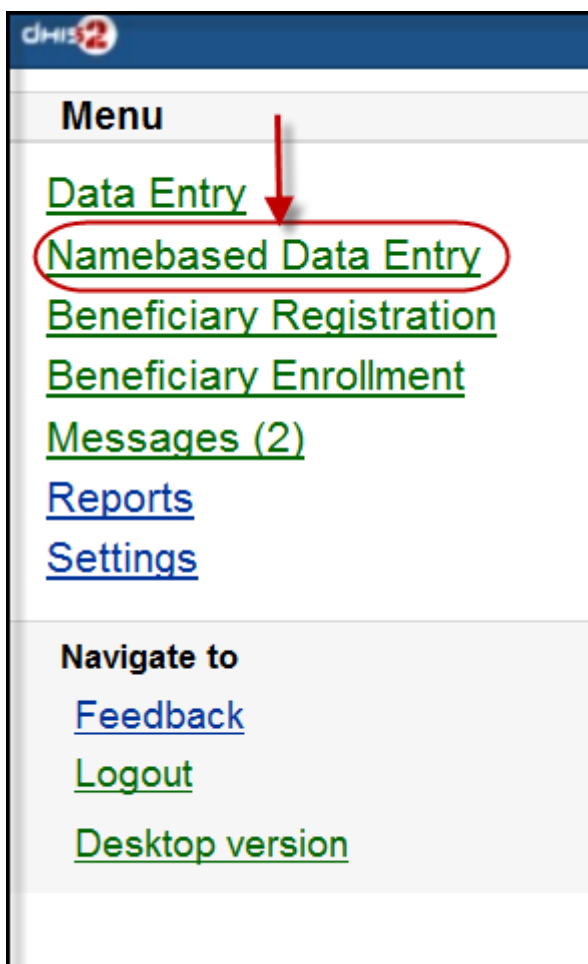 dHIS2
Menu
Data Entry
Namebased Data Entry
Beneficiary Registration
Beneficiary Enrollment
Messages (2)
Reports
Settings
Navigate to
Feedback
Logout
Desktop version